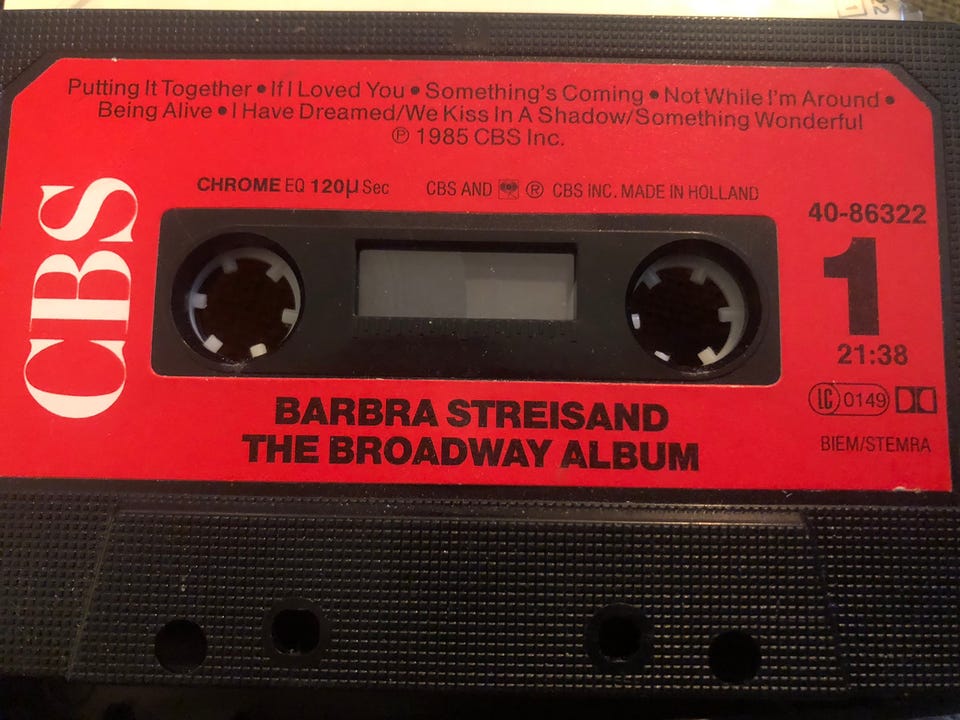 Putting It Together • If I Loved You • Something's Coming • Not While I'm Around •
Being Alive • I Have Dreamed/We Kiss In A Shadow/Something Wonderful
℗ 1985 CBS Inc.
CHROME EQ 120µSec CBS AND ® CBS INC. MADE IN HOLLAND
40-86322
1
21:38
CBS
LC 0149
BIEM/STEMRA
BARBRA STREISAND
THE BROADWAY ALBUM